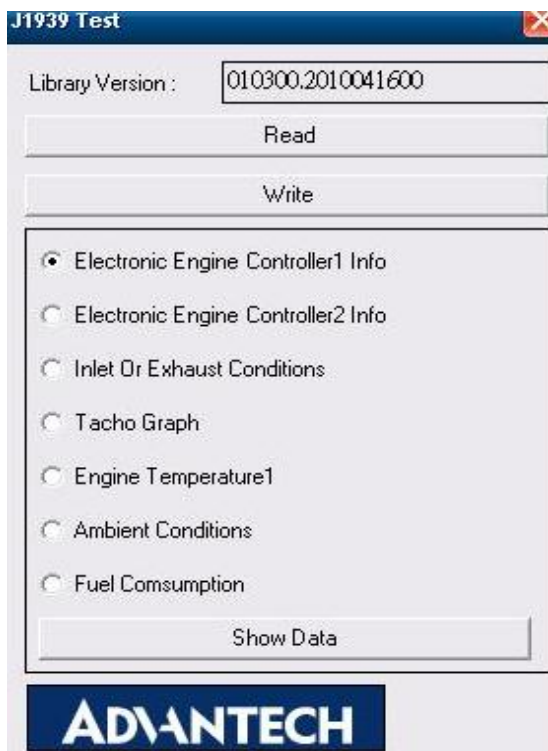 J1939 Test
Library Version : 010300.2010041600
Read
Write
Electronic Engine Controller1 Info
Electronic Engine Controller2 Info
Inlet Or Exhaust Conditions
Tacho Graph
Engine Temperature1
Ambient Conditions
Fuel Comsumption
Show Data
ADVANTECH